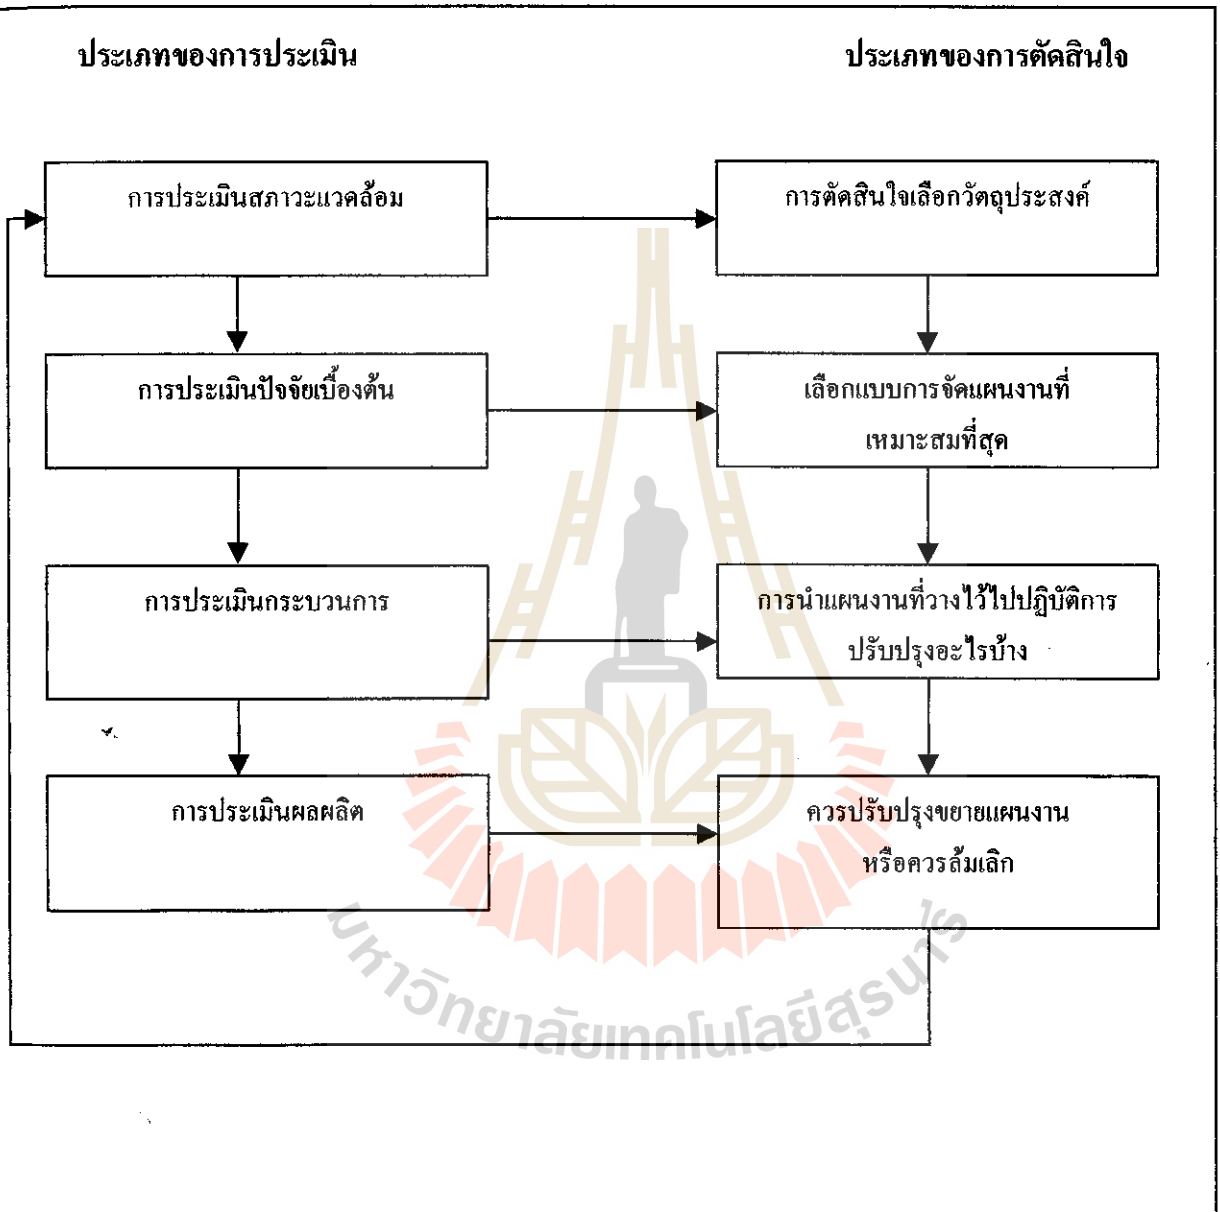 ประเภทของการประเมิน
ประเภทของการตัดสินใจ
การประเมินสภาวะแวดล้อม
การตัดสินใจเลือกวัตถุประสงค์
การประเมินปัจจัยเบื้องต้น
เลือกแบบการจัดแผนงานที่
เหมาะสมที่สุด
การประเมินกระบวนการ
การนำแผนงานที่วางไว้ไปปฏิบัติการ
ปรับปรุงอะไรบ้าง
การประเมินผลผลิต
ควรปรับปรุงขยายแผนงาน
หรือควรล้มเลิก
มหาวิทยาลัยเทคโนโลยีสุรนารี